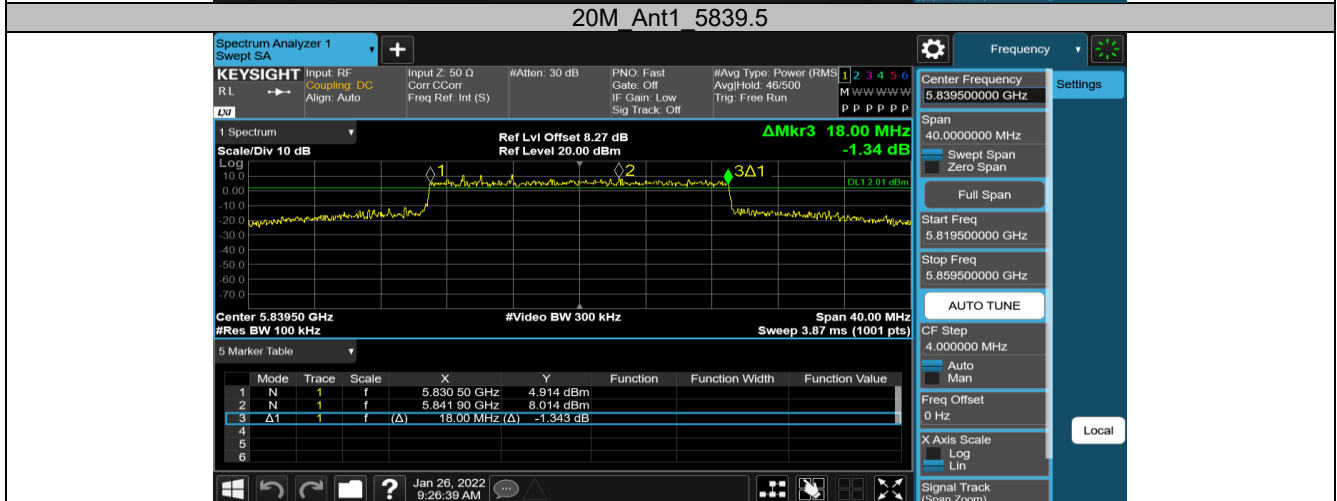 20M_Ant1_5839.5
Spectrum Analyzer 1
Swept SA
+
Frequency
KEYSIGHT
RL
LXI
Input: RF
Coupling: DC
Align: Auto
Input Z: 50 Ω
Corr CCorr
Freq Ref: Int (S)
#Atten: 30 dB
PNO: Fast
Gate: Off
IF Gain: Low
Sig Track: Off
#Avg Type: Power (RMS
Avg|Hold: 46/500
Trig: Free Run
1 2 3 4 5 6
M W W W W W
P P P P P P
Center Frequency
5.839500000 GHz
Settings
Span
40.0000000 MHz
Swept Span
Zero Span
Full Span
Start Freq
5.819500000 GHz
Stop Freq
5.859500000 GHz
AUTO TUNE
CF Step
4.000000 MHz
Auto
Man
Freq Offset
0 Hz
X Axis Scale
Log
Lin
Signal Track
(Span Zoom)
Local
1 Spectrum
Scale/Div 10 dB
Ref Lvl Offset 8.27 dB
Ref Level 20.00 dBm
ΔMkr3 18.00 MHz
-1.34 dB
Log
10.0
0.00
-10.0
-20.0
-30.0
-40.0
-50.0
-60.0
-70.0
1
2
3Δ1
DL1 2.01 dBm
Center 5.83950 GHz
#Video BW 300 kHz
Span 40.00 MHz
#Res BW 100 kHz
Sweep 3.87 ms (1001 pts)
5 Marker Table
Mode Trace Scale X Y Function Function Width Function Value
1 N 1 f 5.830 50 GHz 4.914 dBm
2 N 1 f 5.841 90 GHz 8.014 dBm
3 Δ1 1 f (Δ) 18.00 MHz (Δ) -1.343 dB
4
5
6
?
Jan 26, 2022
9:26:39 AM